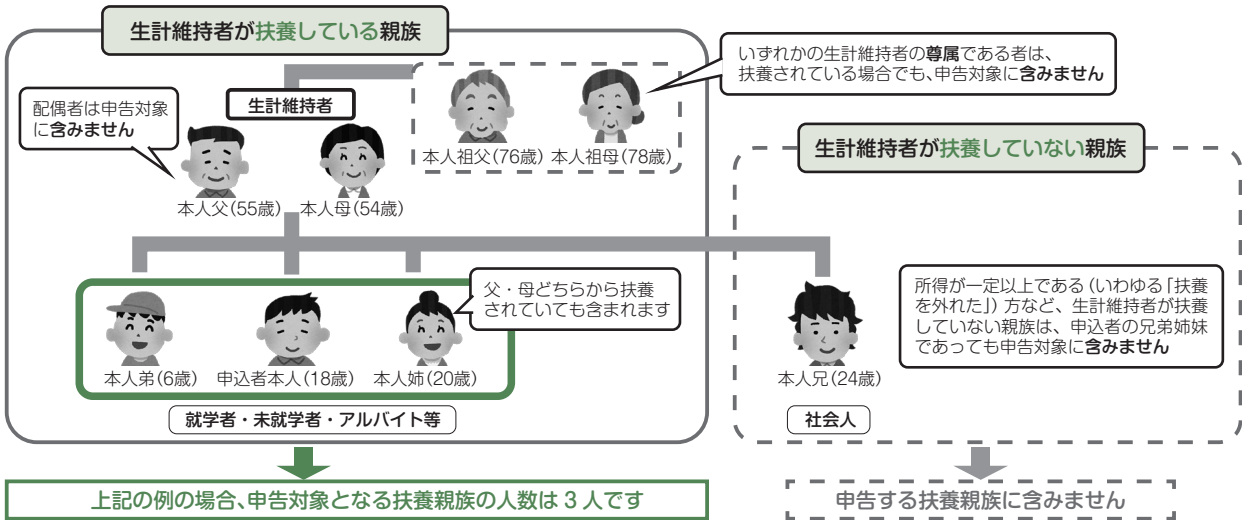 生計維持者が扶養している親族
いずれかの生計維持者の尊属である者は、
扶養されている場合でも、申告対象に含みません
配偶者は申告対象
に含みません
生計維持者
本人祖父(76歳) 本人祖母(78歳)
本人父(55歳) 本人母(54歳)
生計維持者が扶養していない親族
父・母どちらから扶養
されていても含まれます
本人弟(6歳) 申込者本人(18歳) 本人姉(20歳)
就学者・未就学者・アルバイト等
所得が一定以上である(いわゆる「扶養
を外れた」)方など、生計維持者が扶養
していない親族は、申込者の兄弟姉妹
であっても申告対象に含みません
本人兄(24歳)
社会人
上記の例の場合、申告対象となる扶養親族の人数は 3 人です
申告する扶養親族に含みません